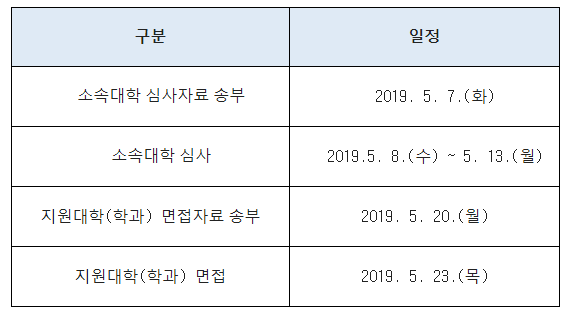 구분 일정
소속대학 심사자료 송부 2019. 5. 7.(화)
소속대학 심사 2019.5. 8.(수) ~ 5. 13.(월)
지원대학(학과) 면접자료 송부 2019. 5. 20.(월)
지원대학(학과) 면접 2019. 5. 23.(목)